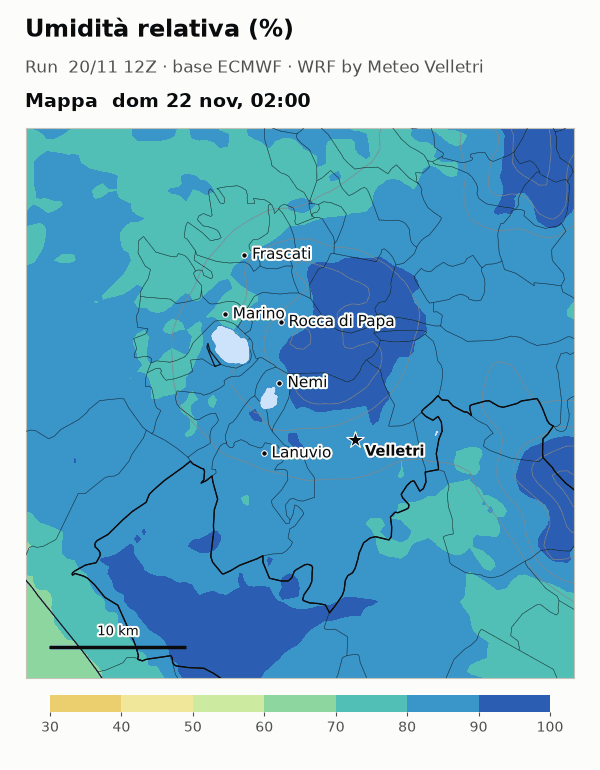 Umidità relativa (%)
Run  20/11 12Z · base ECMWF · WRF by Meteo Velletri
Mappa  dom 22 nov, 02:00
Frascati
Marino
Rocca di Papa
Nemi
Velletri
Lanuvio
10 km
30 40 50 60 70 80 90 100